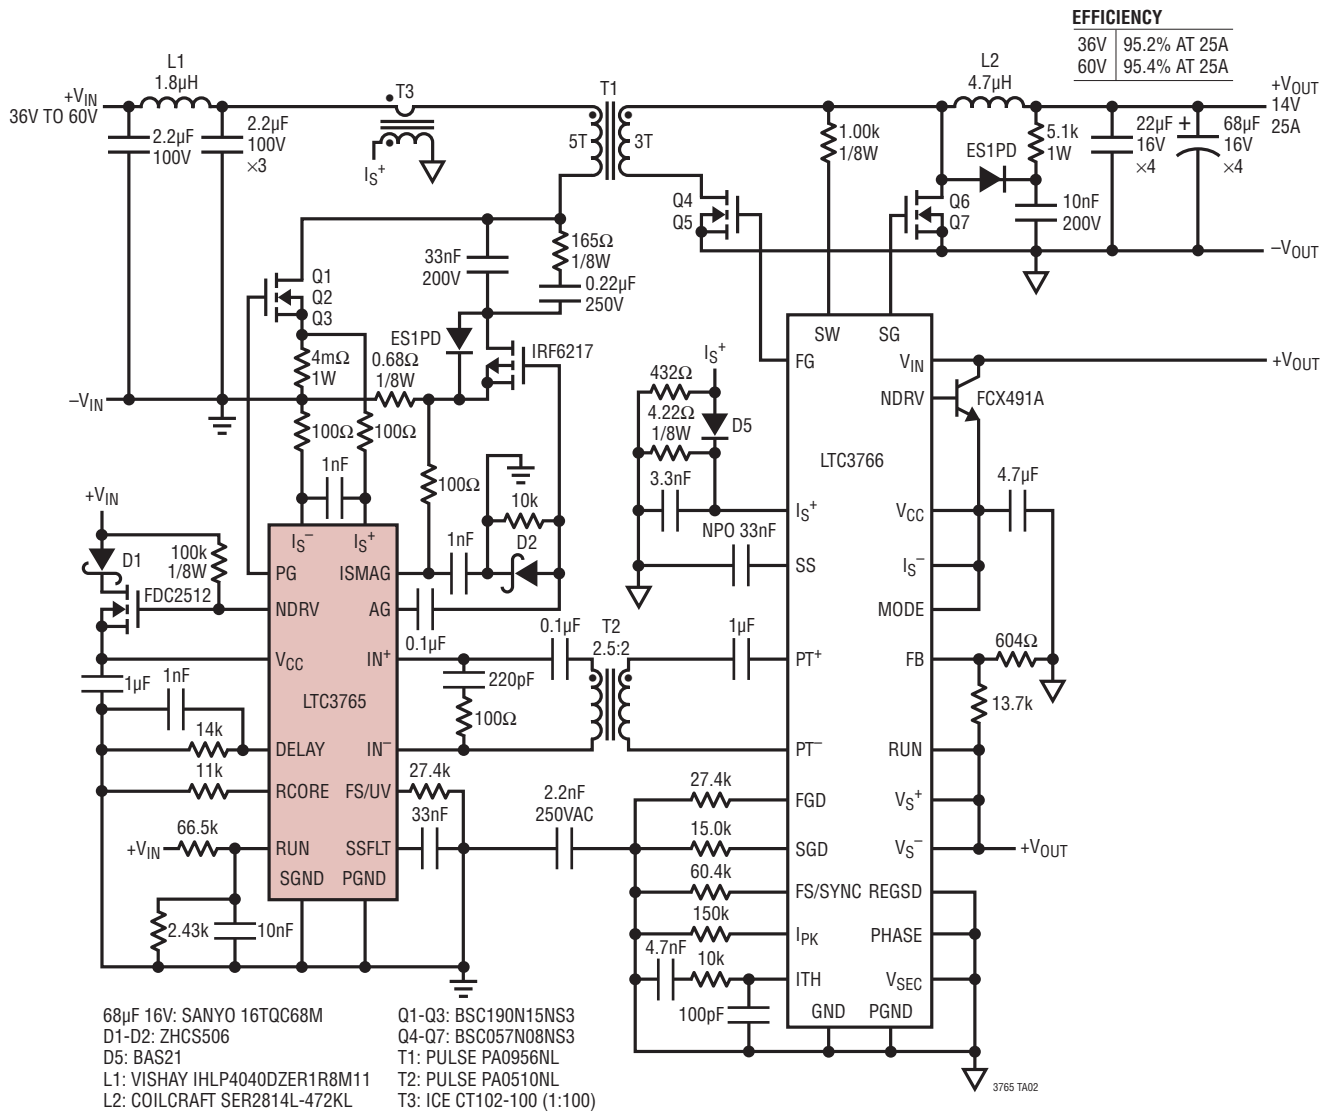 EFFICIENCY
36V 95.2% AT 25A
60V 95.4% AT 25A
L1
1.8µH
T3
T1
L2
4.7µH
+VIN
36V TO 60V
+VOUT
14V
25A
2.2µF
100V
2.2µF
100V
×3
IS+
5T
3T
1.00k
1/8W
ES1PD
5.1k
1W
22µF
16V
×4
+
68µF
16V
×4
Q4
Q5
Q6
Q7
10nF
200V
–VOUT
33nF
200V
165Ω
1/8W
0.22µF
250V
Q1
Q2
Q3
ES1PD
IRF6217
4mΩ
1W
0.68Ω
1/8W
–VIN
100Ω
100Ω
1nF
100Ω
10k
1nF
D2
IS+
432Ω
4.22Ω
1/8W
D5
3.3nF
NPO 33nF
SW
SG
FG
VIN
+VOUT
NDRV
FCX491A
LTC3766
4.7µF
IS+
VCC
SS
IS–
MODE
+VIN
D1
100k
1/8W
FDC2512
IS–
IS+
PG
ISMAG
NDRV
AG
0.1µF
VCC
IN+
1µF
1nF
LTC3765
220pF
100Ω
0.1µF
T2
2.5:2
1µF
PT+
FB
604Ω
13.7k
14k
DELAY
IN–
PT–
RUN
11k
RCORE
FS/UV
27.4k
33nF
2.2nF
250VAC
27.4k
FGD
VS+
66.5k
+VIN
RUN
SSFLT
15.0k
SGD
VS–
+VOUT
SGND
PGND
60.4k
FS/SYNC
REGSD
2.43k
10nF
150k
IPK
PHASE
4.7nF
10k
ITH
VSEC
100pF
GND
PGND
68µF 16V: SANYO 16TQC68M
D1-D2: ZHCS506
D5: BAS21
L1: VISHAY IHLP4040DZER1R8M11
L2: COILCRAFT SER2814L-472KL
Q1-Q3: BSC190N15NS3
Q4-Q7: BSC057N08NS3
T1: PULSE PA0956NL
T2: PULSE PA0510NL
T3: ICE CT102-100 (1:100)
3765 TA02